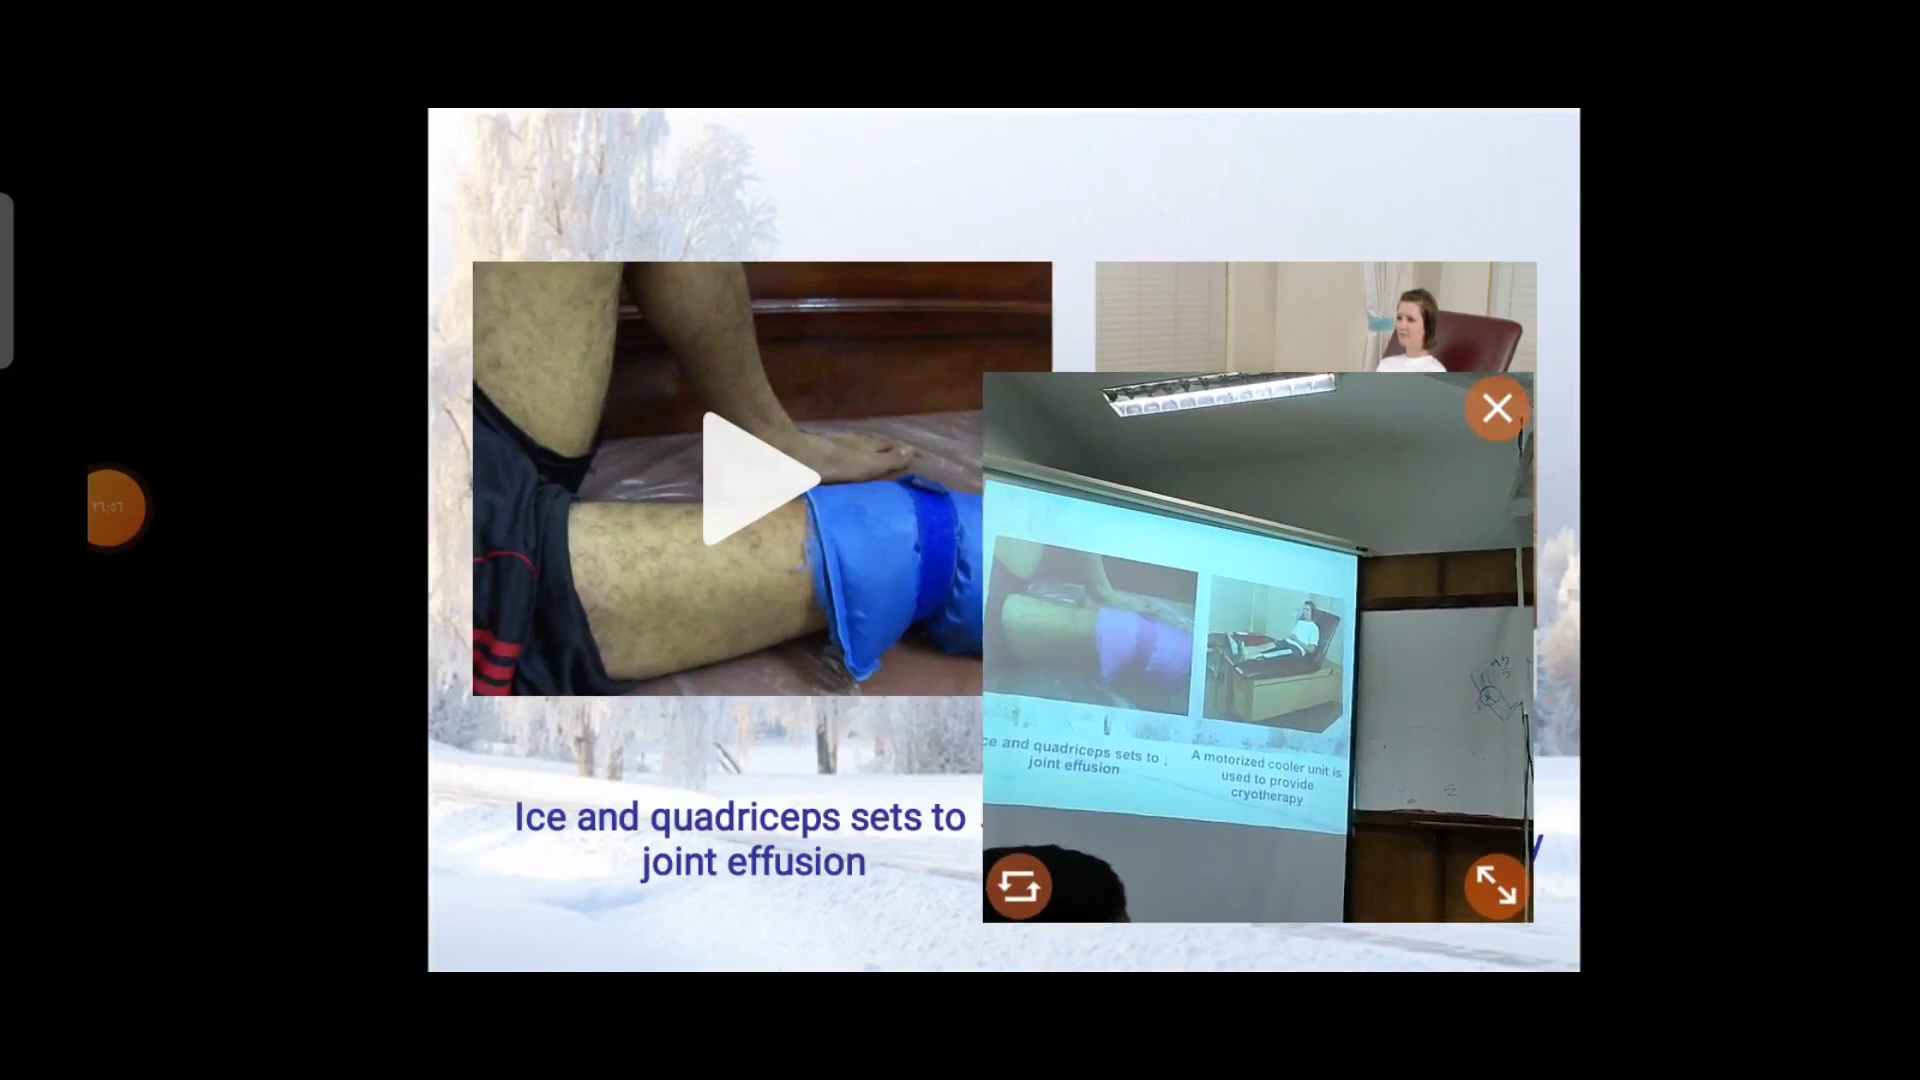 Ice and quadriceps sets to ↓
joint effusion
ce and quadriceps sets to ↓
joint effusion
A motorized cooler unit is
used to provide
cryotherapy
y